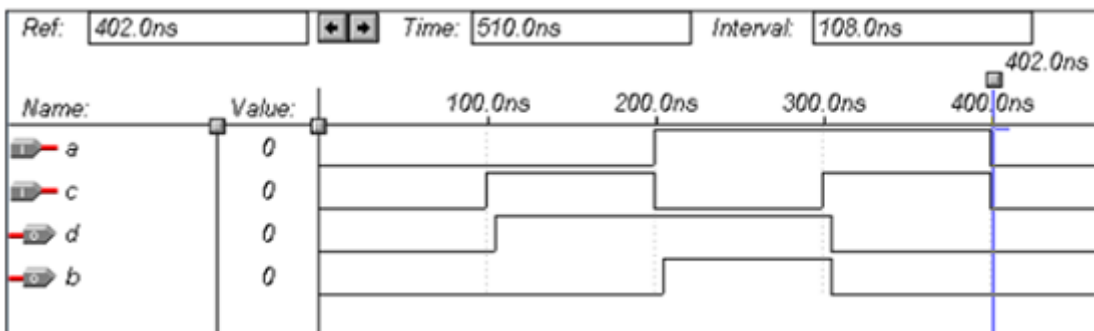 Ref: 402.0ns Time: 510.0ns Interval: 108.0ns
402.0ns
Name: Value: 100.0ns 200.0ns 300.0ns 400.0ns
a 0
c 0
d 0
b 0